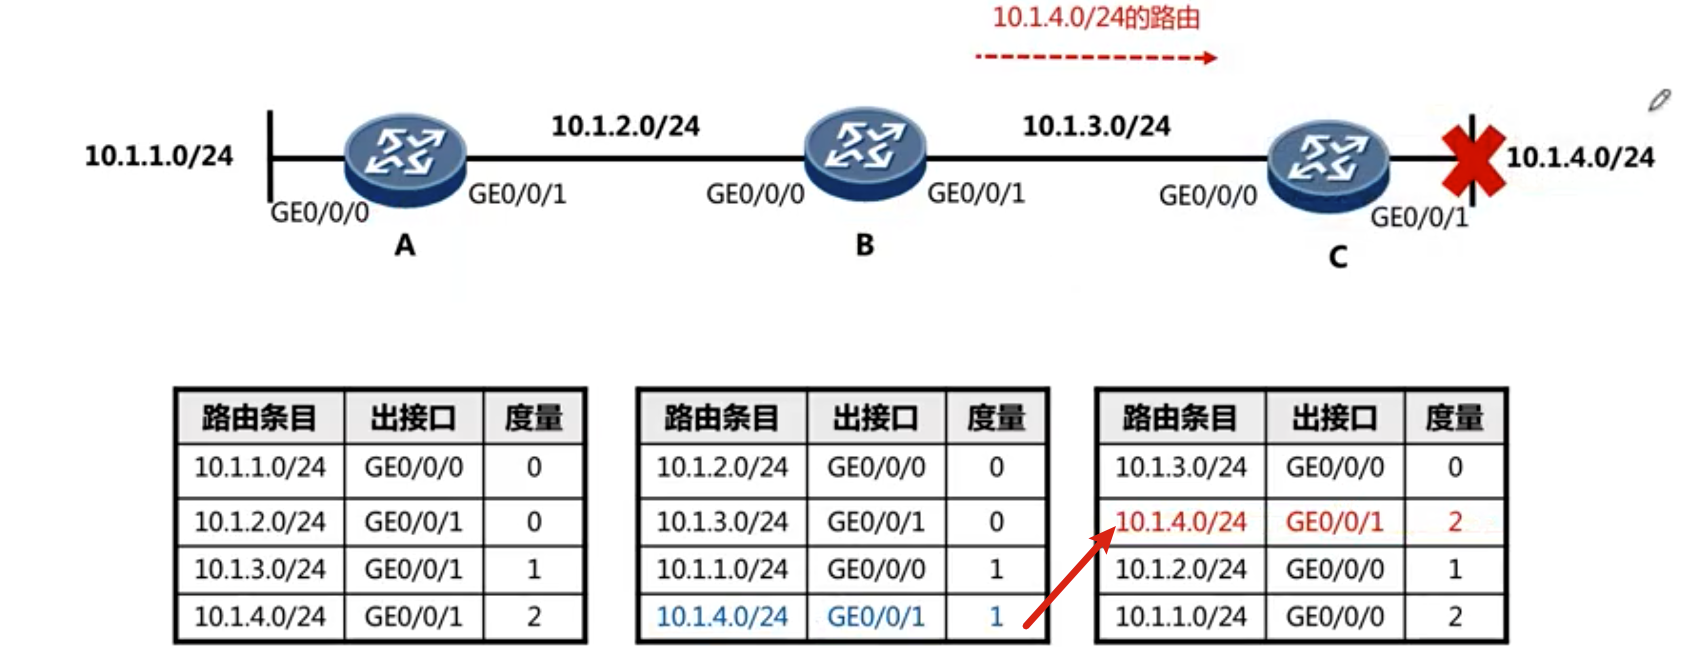 10.1.4.0/24的路由
10.1.1.0/24
10.1.2.0/24
10.1.3.0/24
10.1.4.0/24
GE0/0/0
GE0/0/1
GE0/0/0
GE0/0/1
GE0/0/0
GE0/0/1
A
B
C
路由条目 出接口 度量
10.1.1.0/24 GE0/0/0 0
10.1.2.0/24 GE0/0/1 0
10.1.3.0/24 GE0/0/1 1
10.1.4.0/24 GE0/0/1 2
路由条目 出接口 度量
10.1.2.0/24 GE0/0/0 0
10.1.3.0/24 GE0/0/1 0
10.1.1.0/24 GE0/0/0 1
10.1.4.0/24 GE0/0/1 1
路由条目 出接口 度量
10.1.3.0/24 GE0/0/0 0
10.1.4.0/24 GE0/0/1 2
10.1.2.0/24 GE0/0/0 1
10.1.1.0/24 GE0/0/0 2